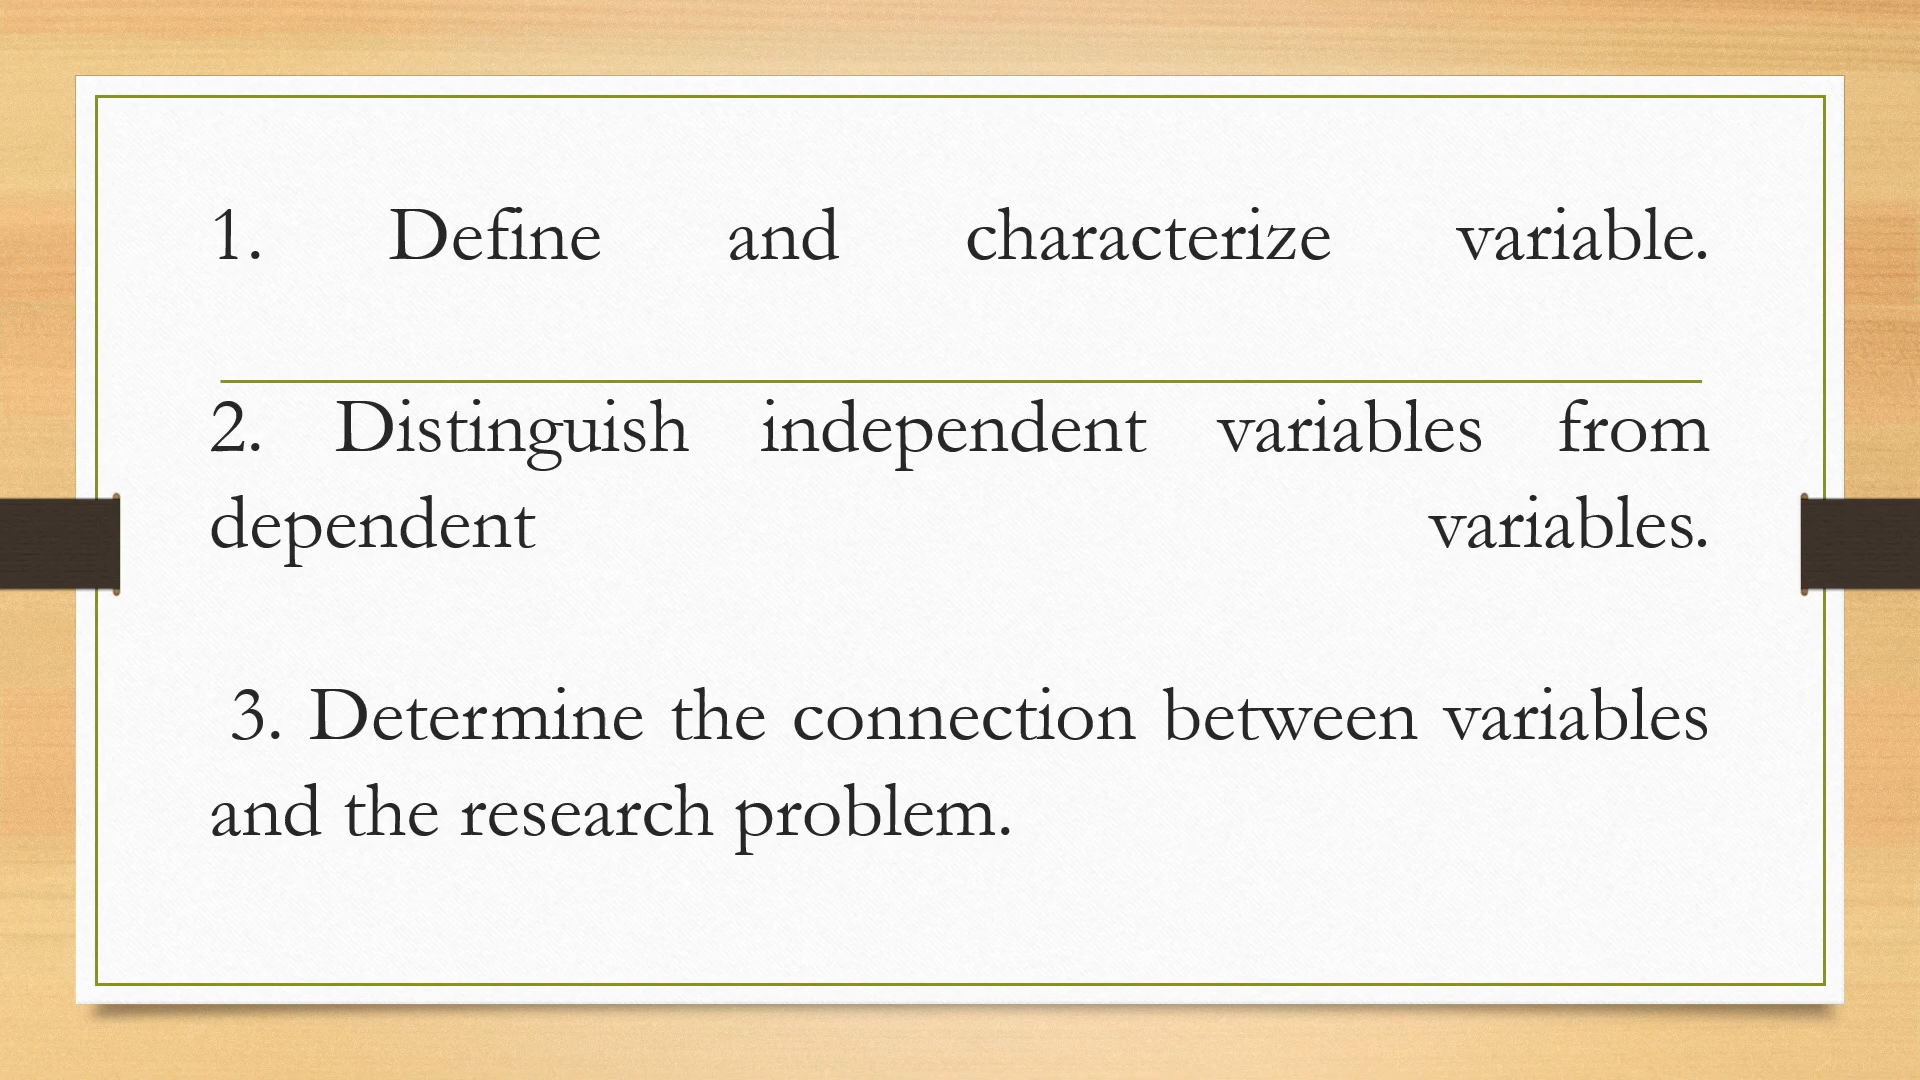 1. Define and characterize variable.
2. Distinguish independent variables from
dependent variables.
3. Determine the connection between variables
and the research problem.